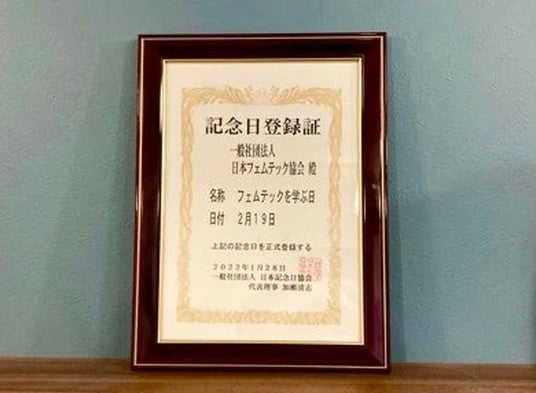 記念日登録証
一般社団法人
日本フェムテック協会 殿
名称 フェムテックを学ぶ日
日付 2月19日
上記の記念日を正式登録する
2022年1月28日
一般社団法人 日本記念日協会
代表理事 加瀬清志